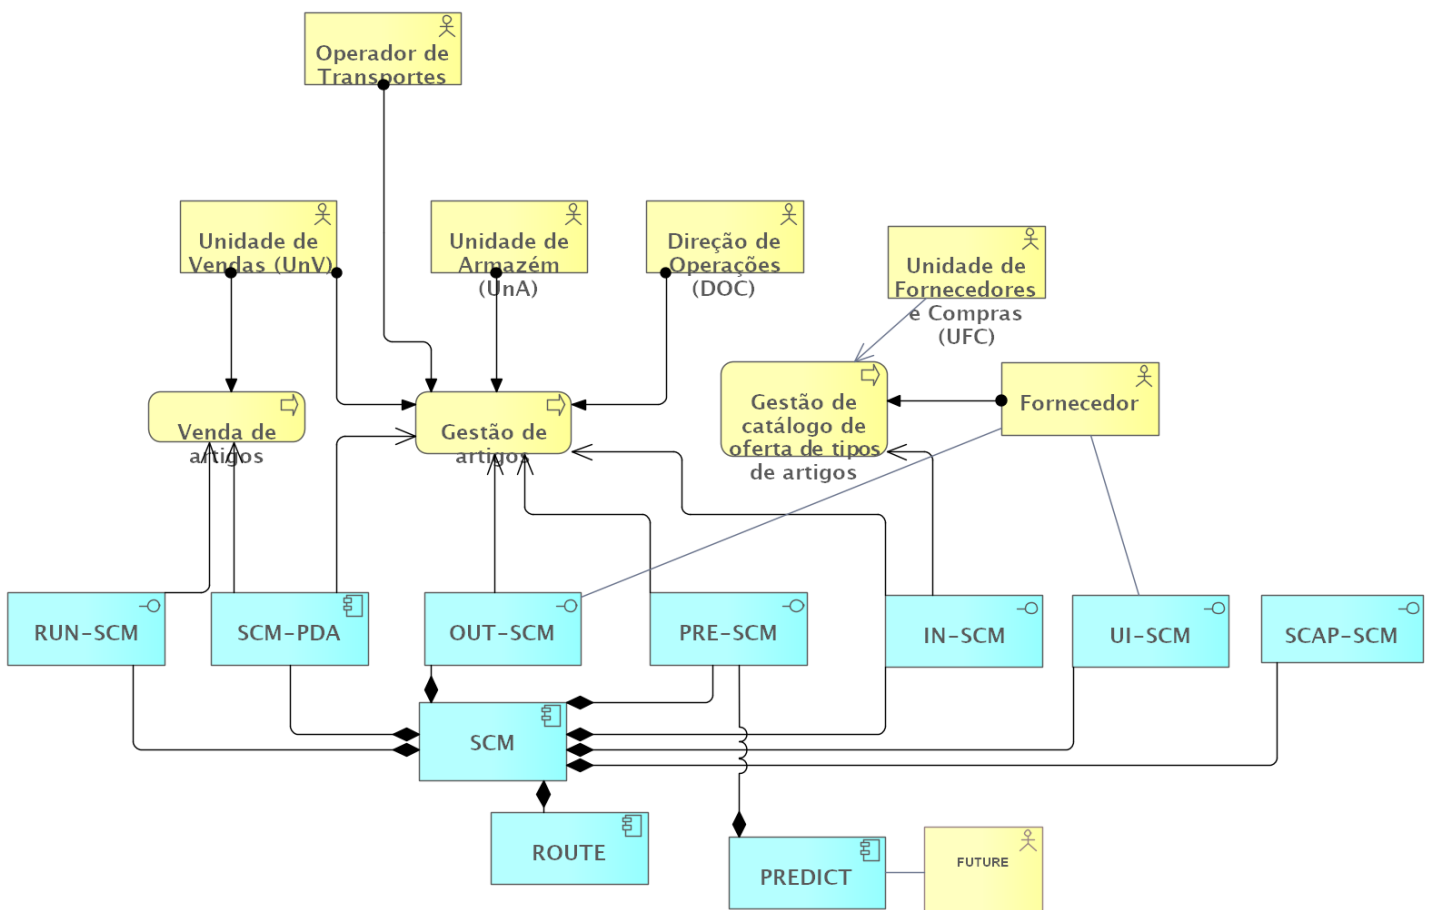 Operador de
Transportes
Unidade de
Vendas (UnV)
Unidade de
Armazém
(UnA)
Direção de
Operações
(DOC)
Unidade de
Fornecedores
e Compras
(UFC)
Venda de
artigos
Gestão de
artigos
Gestão de
catálogo de
oferta de tipos
de artigos
Fornecedor
RUN-SCM
SCM-PDA
OUT-SCM
PRE-SCM
IN-SCM
UI-SCM
SCAP-SCM
SCM
ROUTE
PREDICT
FUTURE